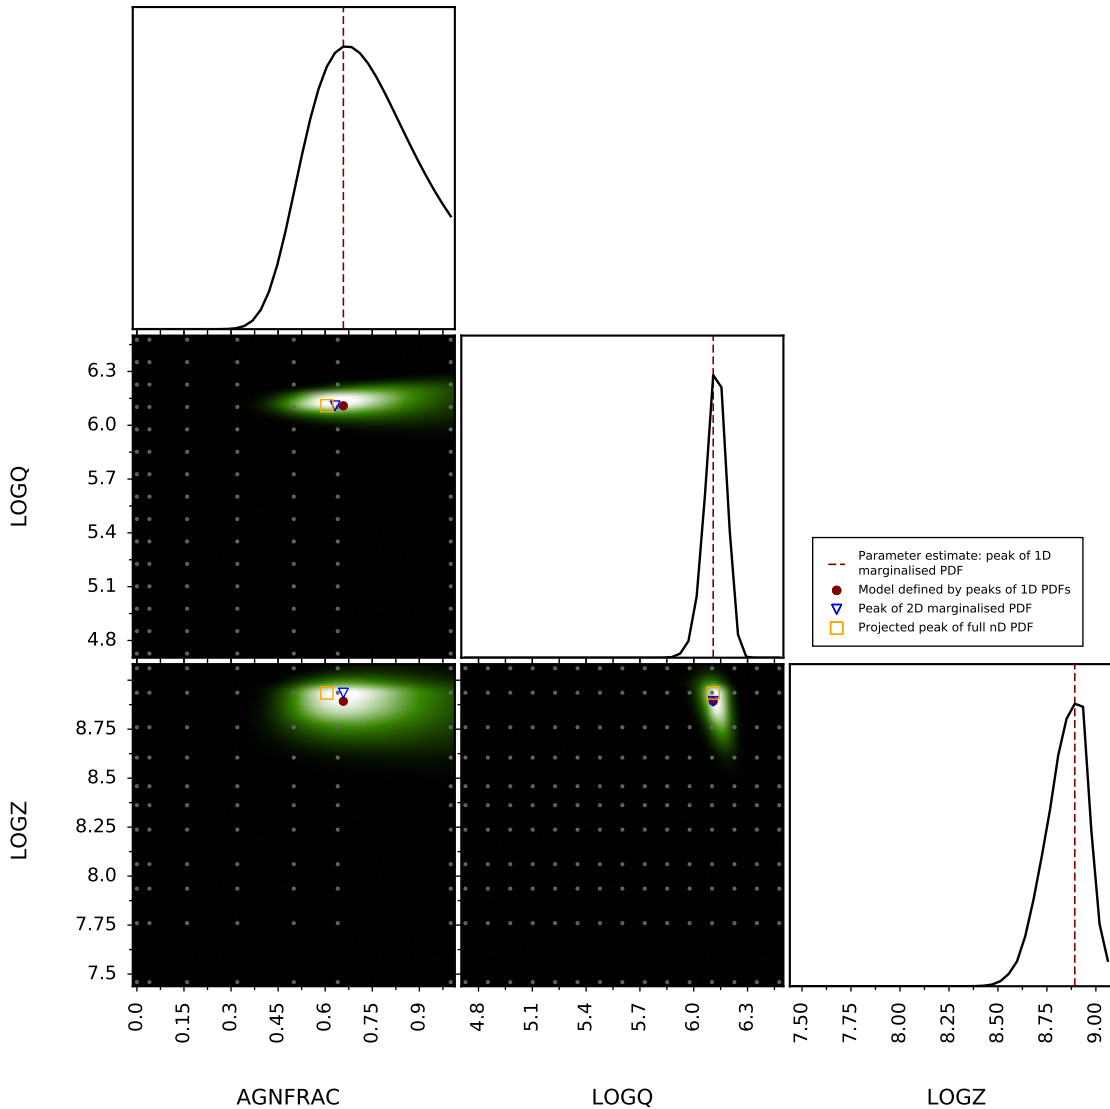 6.3
6.0
5.7
5.4
5.1
4.8
LOGQ
Parameter estimate: peak of 1D
marginalised PDF
Model defined by peaks of 1D PDFs
Peak of 2D marginalised PDF
Projected peak of full nD PDF
8.75
8.5
8.25
8.0
7.75
7.5
LOGZ
0.0 0.15 0.3 0.45 0.6 0.75 0.9
4.8 5.1 5.4 5.7 6.0 6.3
7.50 7.75 8.00 8.25 8.50 8.75 9.00
AGNFRAC LOGQ LOGZ